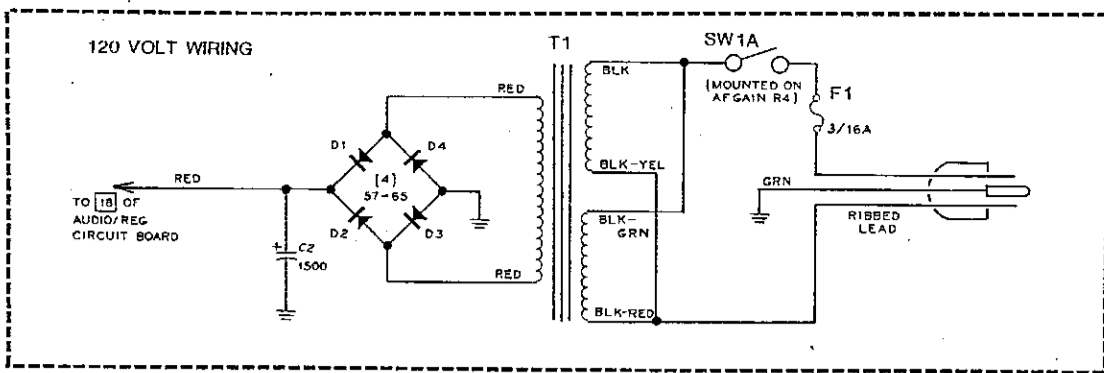 120 VOLT WIRING
T1
SW1A
(MOUNTED ON
AF GAIN R4)
F1
3/16A
BLK
RED
D1
D4
[4]
57-65
D2
D3
RED
TO 18 OF
AUDIO/REG
CIRCUIT BOARD
+
C2
1500
RED
BLK-YEL
BLK-
GRN
BLK-RED
GRN
RIBBED
LEAD